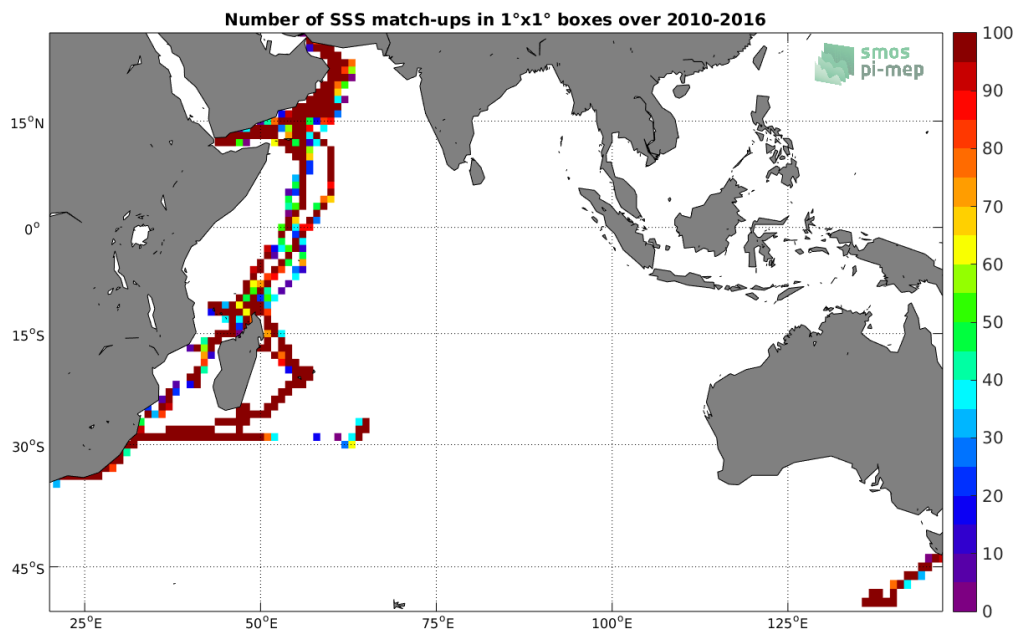 Number of SSS match-ups in 1°x1° boxes over 2010-2016
smos
pi-mep
100
90
80
70
60
50
40
30
20
10
0
15°N
0°
15°S
30°S
45°S
25°E
50°E
75°E
100°E
125°E